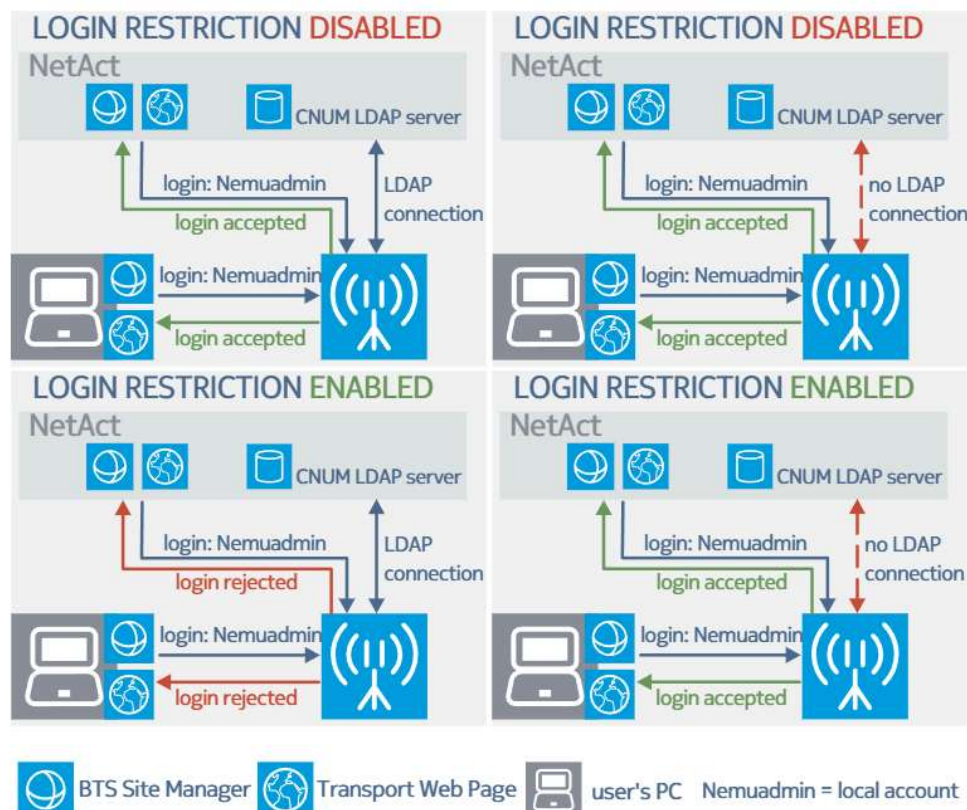 LOGIN RESTRICTION DISABLED
NetAct
CNUM LDAP server
login: Nemuadmin
login accepted
LDAP
connection
login: Nemuadmin
login accepted
LOGIN RESTRICTION DISABLED
NetAct
CNUM LDAP server
login: Nemuadmin
login accepted
no LDAP
connection
login: Nemuadmin
login accepted
LOGIN RESTRICTION ENABLED
NetAct
CNUM LDAP server
login: Nemuadmin
login rejected
LDAP
connection
login: Nemuadmin
login rejected
LOGIN RESTRICTION ENABLED
NetAct
CNUM LDAP server
login: Nemuadmin
login accepted
no LDAP
connection
login: Nemuadmin
login accepted
BTS Site Manager
Transport Web Page
user's PC
Nemuadmin = local account